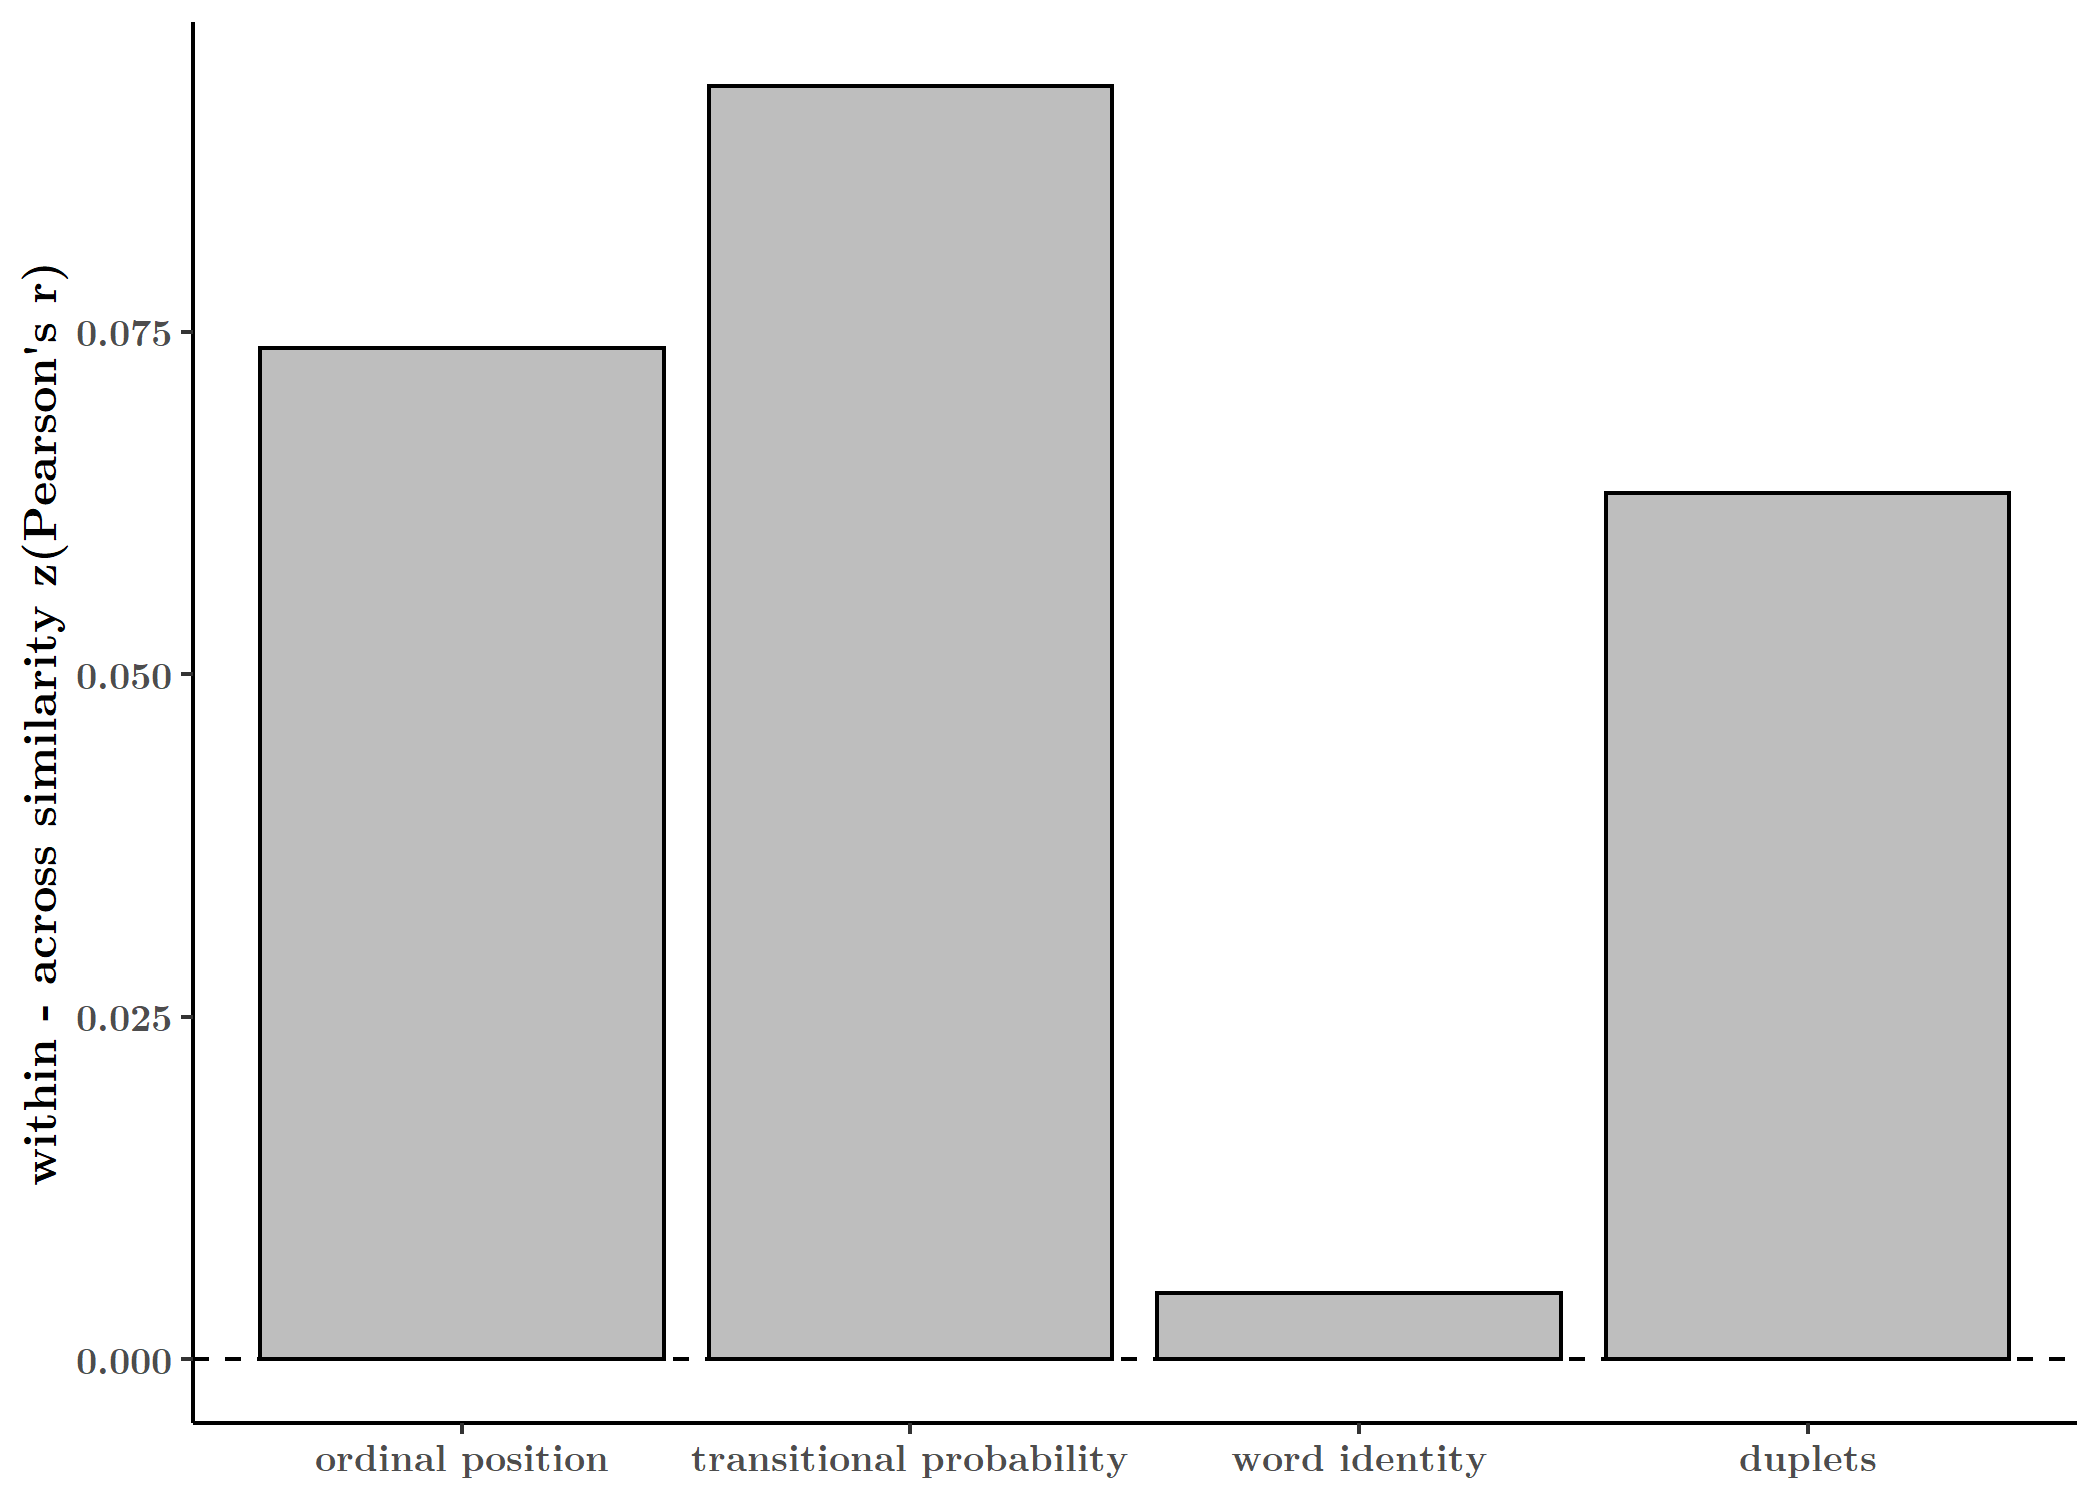 within - across similarity z(Pearson's r)
0.075
0.050
0.025
0.000
ordinal position
transitional probability
word identity
duplets